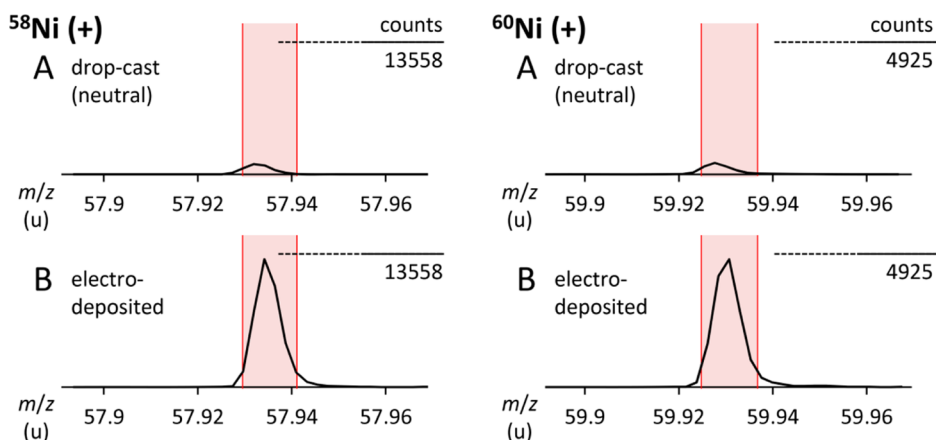 ⁵⁸Ni (+)
counts
13558
A
drop-cast
(neutral)
m/z
(u)
57.9 57.92 57.94 57.96
B
electro-
deposited
13558
m/z
(u)
57.9 57.92 57.94 57.96
⁶⁰Ni (+)
counts
4925
A
drop-cast
(neutral)
m/z
(u)
59.9 59.92 59.94 59.96
B
electro-
deposited
4925
m/z
(u)
59.9 59.92 59.94 59.96